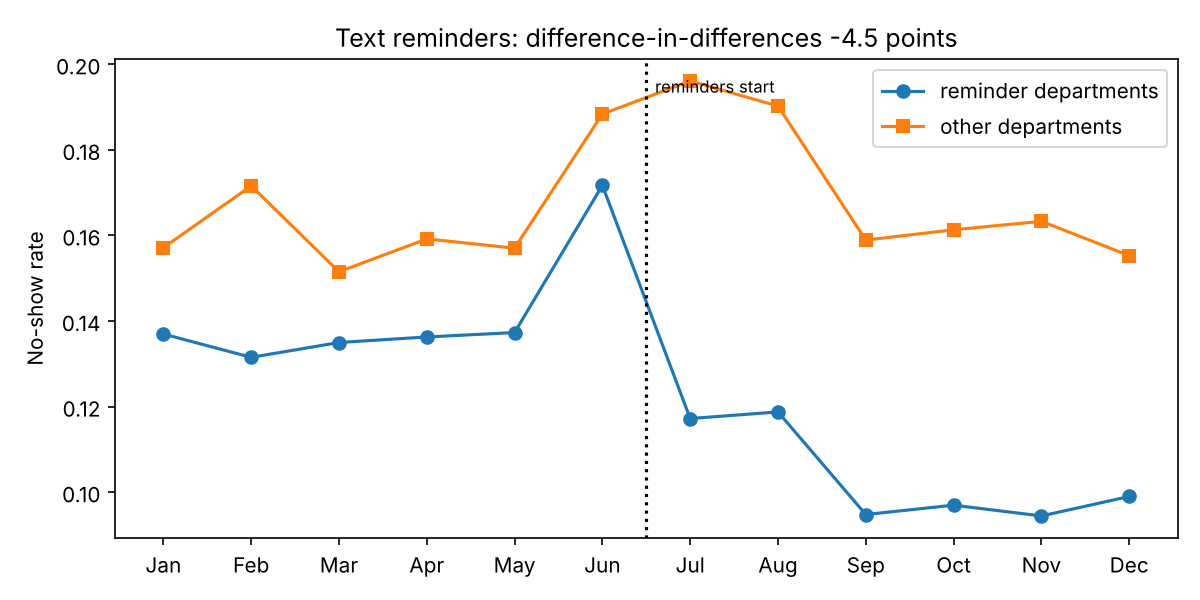 Text reminders: difference-in-differences -4.5 points
No-show rate
0.20
0.18
0.16
0.14
0.12
0.10
reminders start
reminder departments
other departments
Jan Feb Mar Apr May Jun Jul Aug Sep Oct Nov Dec